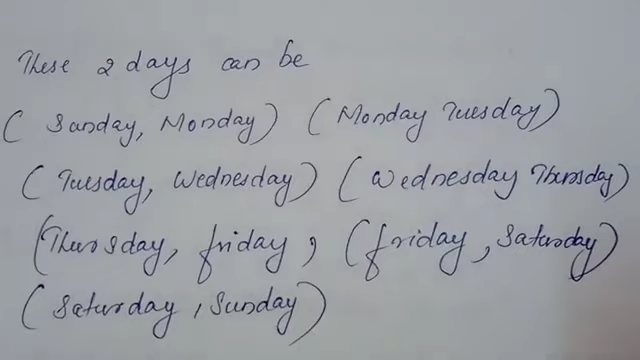 These 2 days can be
( Sunday, Monday ) ( Monday Tuesday )
( Tuesday, Wednesday ) ( Wednesday Thursday )
( Thursday, friday , ( friday , Saturday )
( Saturday , Sunday )